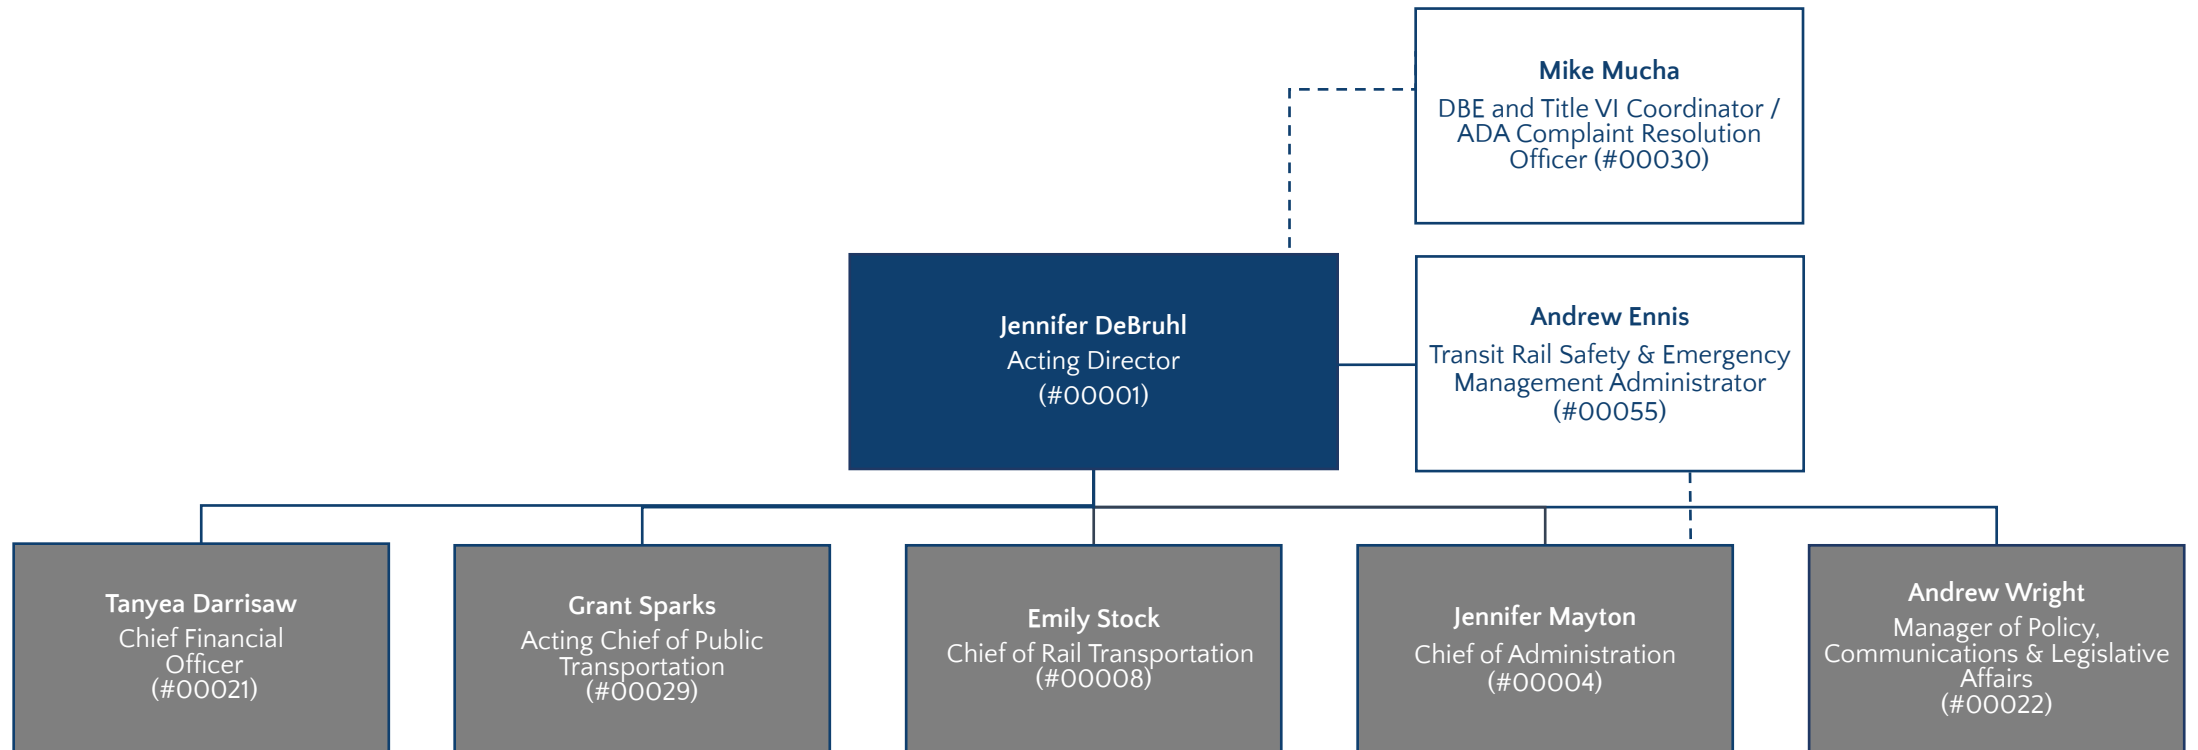 Mike Mucha
DBE and Title VI Coordinator /
ADA Complaint Resolution
Officer (#00030)
Jennifer DeBruhl
Acting Director
(#00001)
Andrew Ennis
Transit Rail Safety & Emergency
Management Administrator
(#00055)
Tanyea Darrisaw
Chief Financial
Officer
(#00021)
Grant Sparks
Acting Chief of Public
Transportation
(#00029)
Emily Stock
Chief of Rail Transportation
(#00008)
Jennifer Mayton
Chief of Administration
(#00004)
Andrew Wright
Manager of Policy,
Communications & Legislative
Affairs
(#00022)